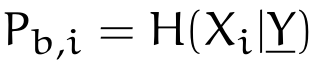 P_{b,i} = H(X_i|\underline{Y})